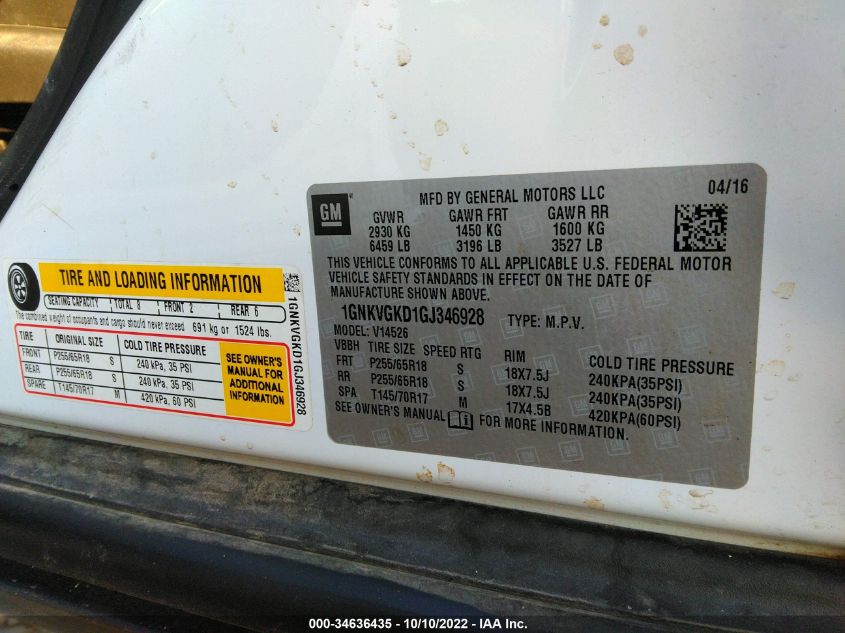 TIRE AND LOADING INFORMATION
SEATING CAPACITY TOTAL 8 FRONT 2 REAR 6
The combined weight of occupants and cargo should never exceed 691 kg or 1524 lbs.
TIRE ORIGINAL SIZE COLD TIRE PRESSURE
FRONT P255/65R18 S 240 kPa, 35 PSI
REAR P255/65R18 S 240 kPa, 35 PSI
SPARE T145/70R17 M 420 kPa, 60 PSI
SEE OWNER'S
MANUAL FOR
ADDITIONAL
INFORMATION
1GNKVGKD1GJ346928
GM
MFD BY GENERAL MOTORS LLC
04/16
GVWR GAWR FRT GAWR RR
2930 KG 1450 KG 1600 KG
6459 LB 3196 LB 3527 LB
THIS VEHICLE CONFORMS TO ALL APPLICABLE U.S. FEDERAL MOTOR
VEHICLE SAFETY STANDARDS IN EFFECT ON THE DATE OF
MANUFACTURE SHOWN ABOVE.
1GNKVGKD1GJ346928 TYPE: M.P.V.
MODEL: V14526
VBBH TIRE SIZE SPEED RTG RIM COLD TIRE PRESSURE
FRT P255/65R18 S 18X7.5J 240KPA(35PSI)
RR P255/65R18 S 18X7.5J 240KPA(35PSI)
SPA T145/70R17 M 17X4.5B 420KPA(60PSI)
SEE OWNER'S MANUAL FOR MORE INFORMATION.
000-34636435 - 10/10/2022 - IAA Inc.